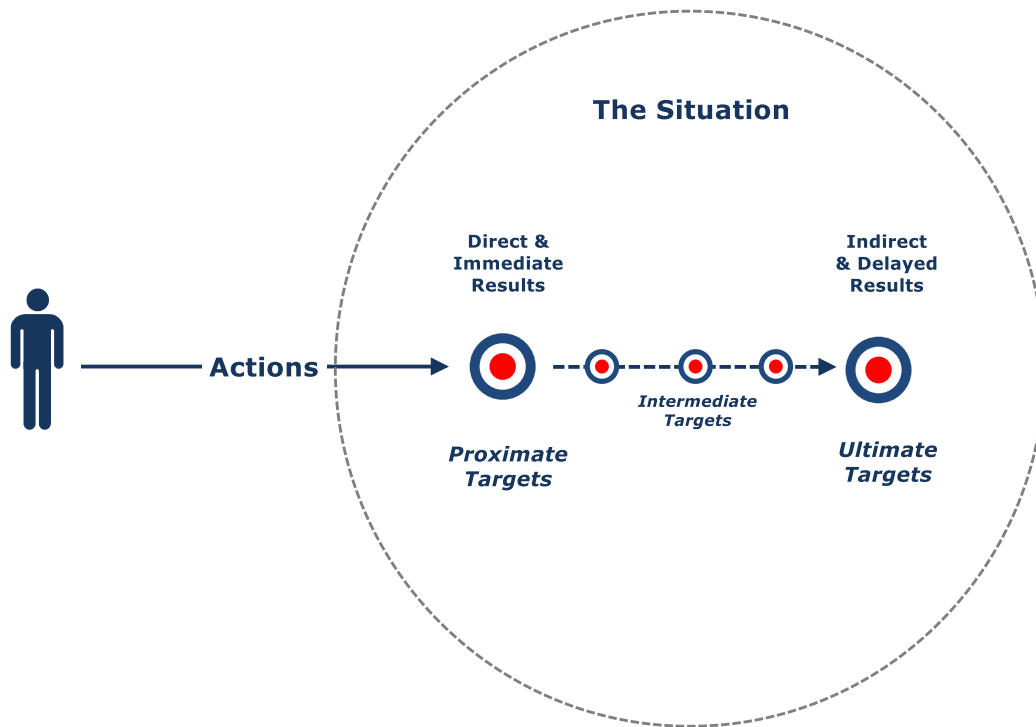 The Situation
Direct &
Immediate
Results
Indirect
& Delayed
Results
Actions
Intermediate
Targets
Proximate
Targets
Ultimate
Targets